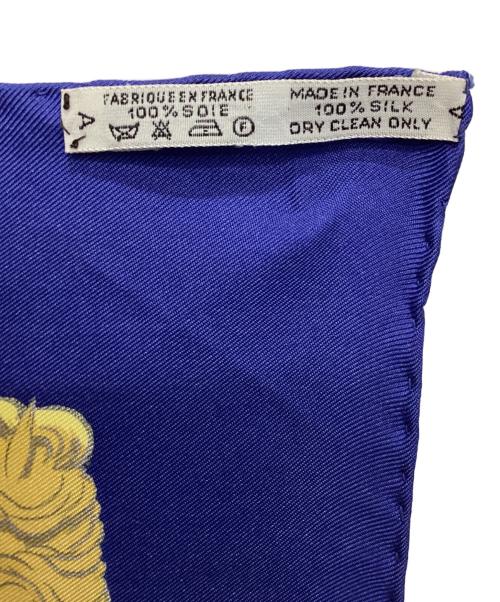 FABRIQUE EN FRANCE
100% SOIE
MADE IN FRANCE
100% SILK
DRY CLEAN ONLY
A
F
A